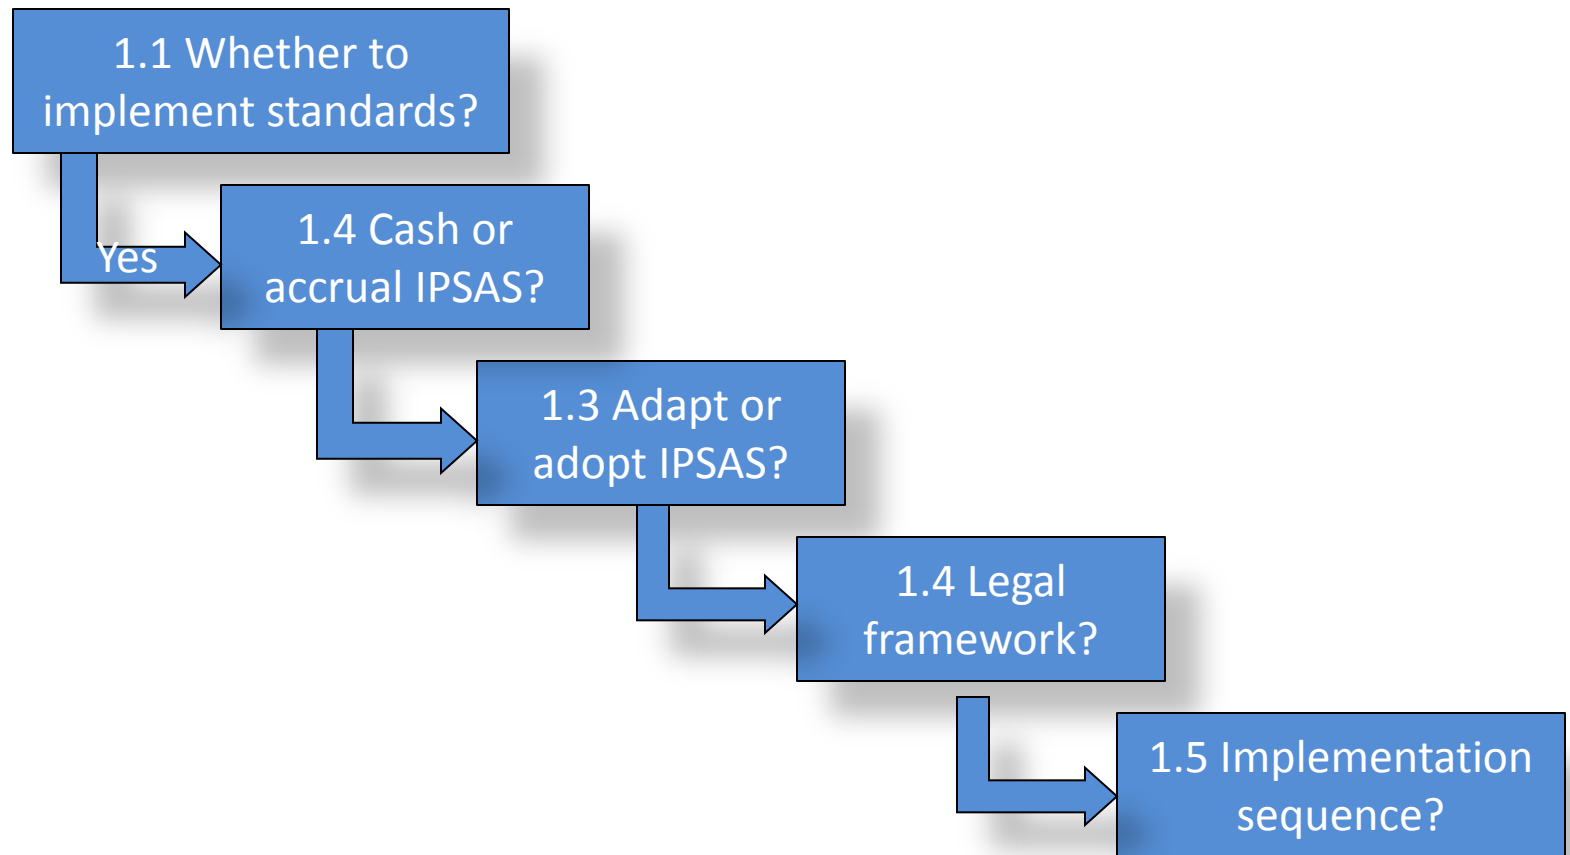 1.1 Whether to
implement standards?
Yes
1.4 Cash or
accrual IPSAS?
1.3 Adapt or
adopt IPSAS?
1.4 Legal
framework?
1.5 Implementation
sequence?